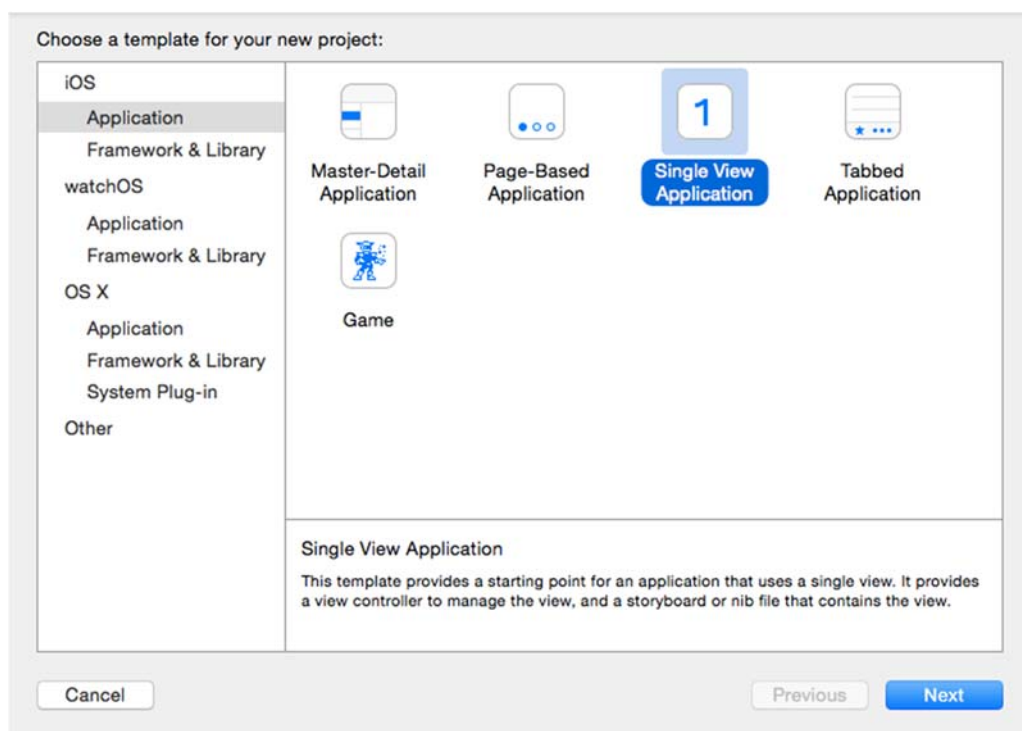 Choose a template for your new project:
iOS
Application
Framework & Library
watchOS
Application
Framework & Library
OS X
Application
Framework & Library
System Plug-in
Other
Master-Detail
Application
Page-Based
Application
1
Single View
Application
Tabbed
Application
Game
Single View Application
This template provides a starting point for an application that uses a single view. It provides
a view controller to manage the view, and a storyboard or nib file that contains the view.
Cancel
Previous
Next